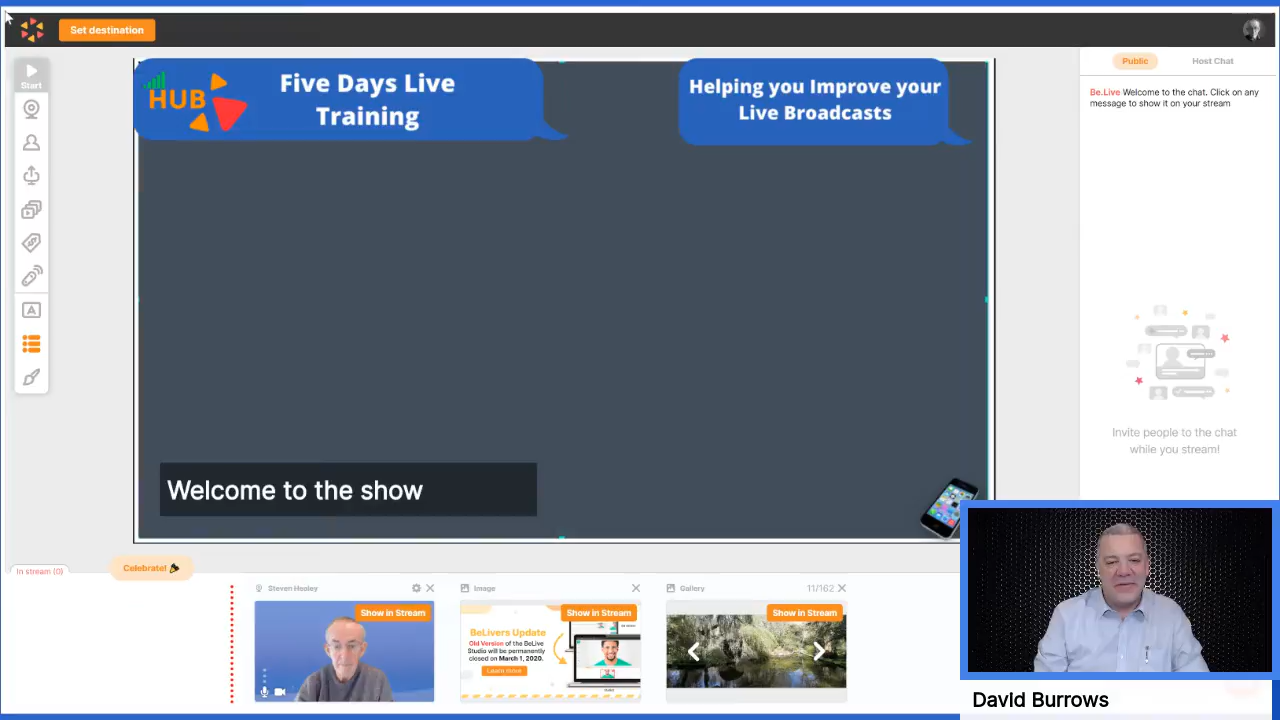 Set destination
Start
HUB
Five Days Live
Training
Helping you Improve your
Live Broadcasts
Public
Host Chat
Be.Live Welcome to the chat. Click on any
message to show it on your stream
Invite people to the chat
while you stream!
Welcome to the show
In stream (0)
Celebrate!
Steven Healey
Show in Stream
Image
Show in Stream
BeLivers Update
Old Version of the BeLive
Studio will be permanently
closed on March 1, 2020.
Learn more
Gallery
11/162
Show in Stream
David Burrows